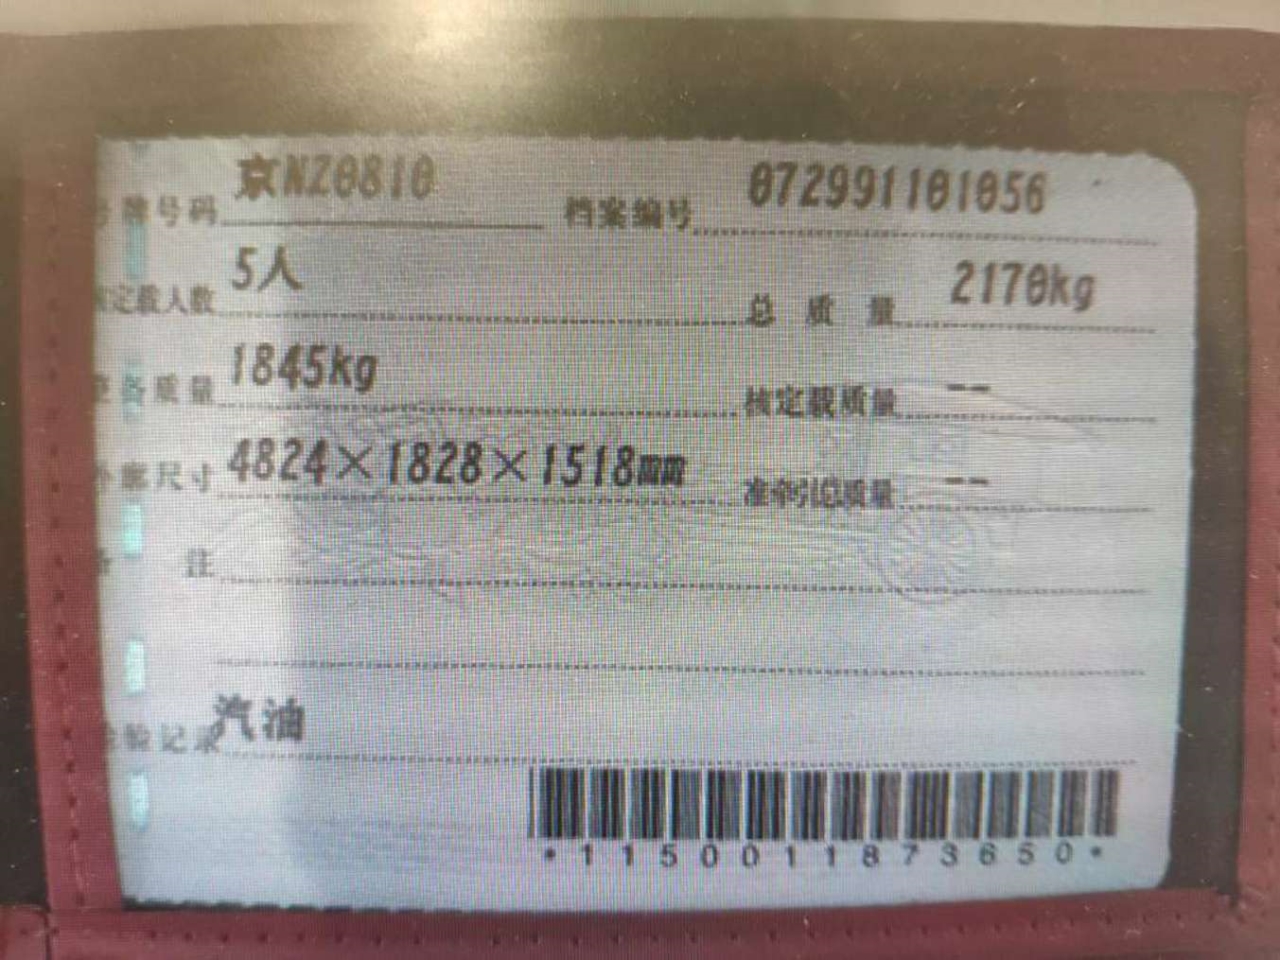 号牌号码 京NZ0810 档案编号 072991101056
核定载人数 5人 总质量 2170kg
整备质量 1845kg 核定载质量 --
外廓尺寸 4824×1828×1518mm 准牵引总质量 --
备注
检验记录 汽油
*1150011873650*